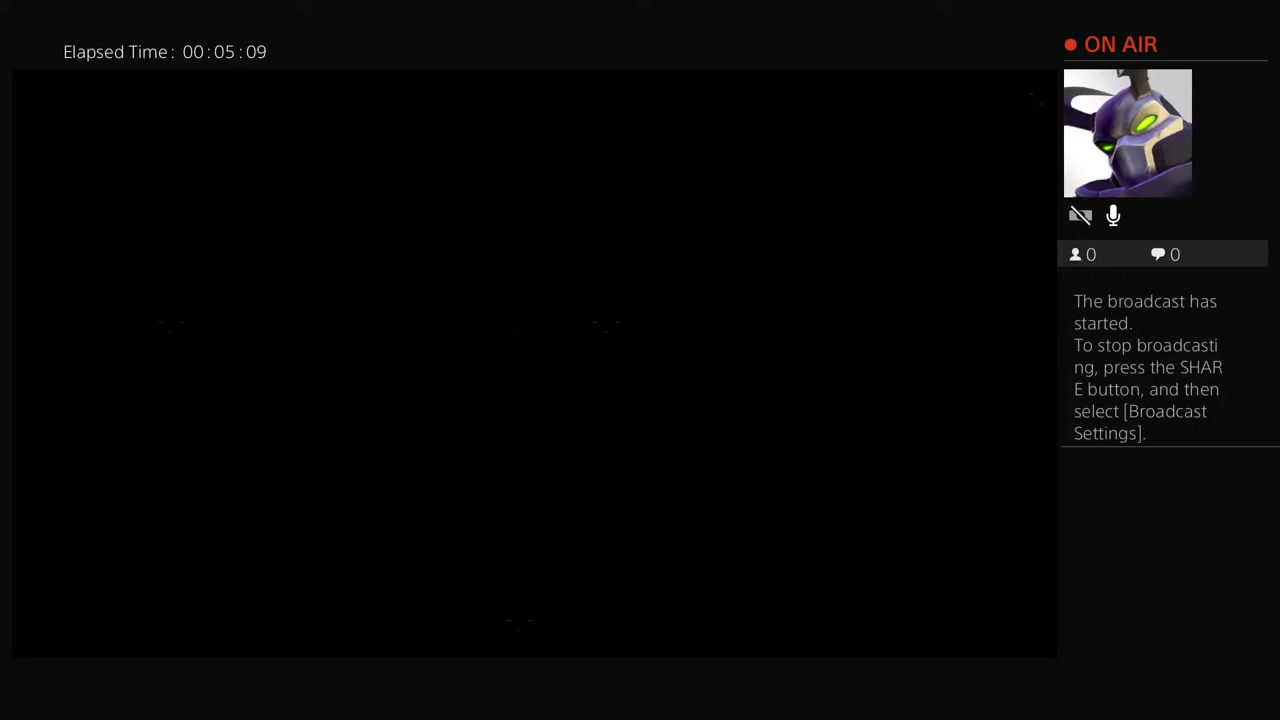 Elapsed Time: 00:05:09
ON AIR
0 0
The broadcast has
started.
To stop broadcasti
ng, press the SHAR
E button, and then
select [Broadcast
Settings].